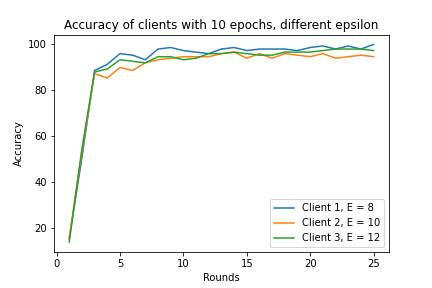 Accuracy of clients with 10 epochs, different epsilon
100
80
60
40
20
Accuracy
Client 1, E = 8
Client 2, E = 10
Client 3, E = 12
0 5 10 15 20 25
Rounds